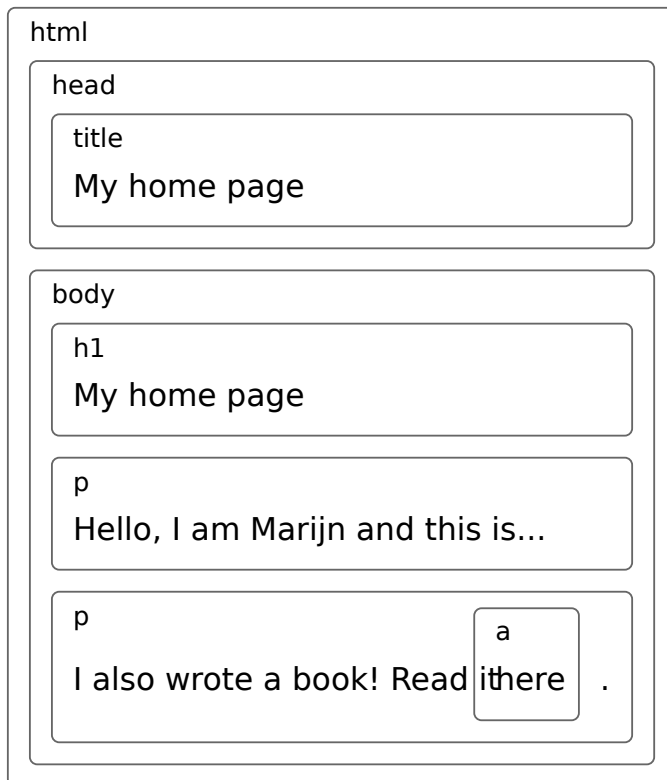 html
head
title
My home page
body
h1
My home page
p
Hello, I am Marijn and this is...
p
a
I also wrote a book! Read it here .